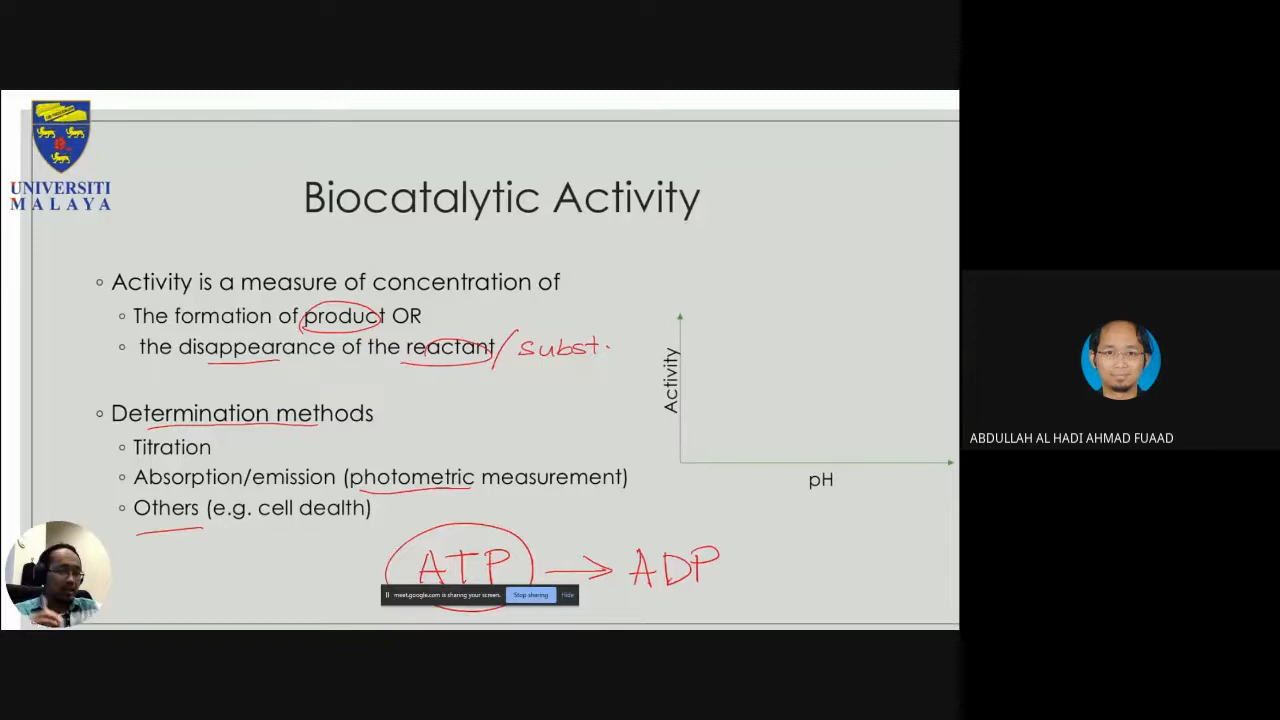 UNIVERSITI
MALAYA
Biocatalytic Activity
◦ Activity is a measure of concentration of
◦ The formation of product OR
◦ the disappearance of the reactant / subst.
◦ Determination methods
◦ Titration
◦ Absorption/emission (photometric measurement)
◦ Others (e.g. cell dealth)
ATP → ADP
Activity
pH
meet.google.com is sharing your screen.
Stop sharing
Hide
ABDULLAH AL HADI AHMAD FUAAD